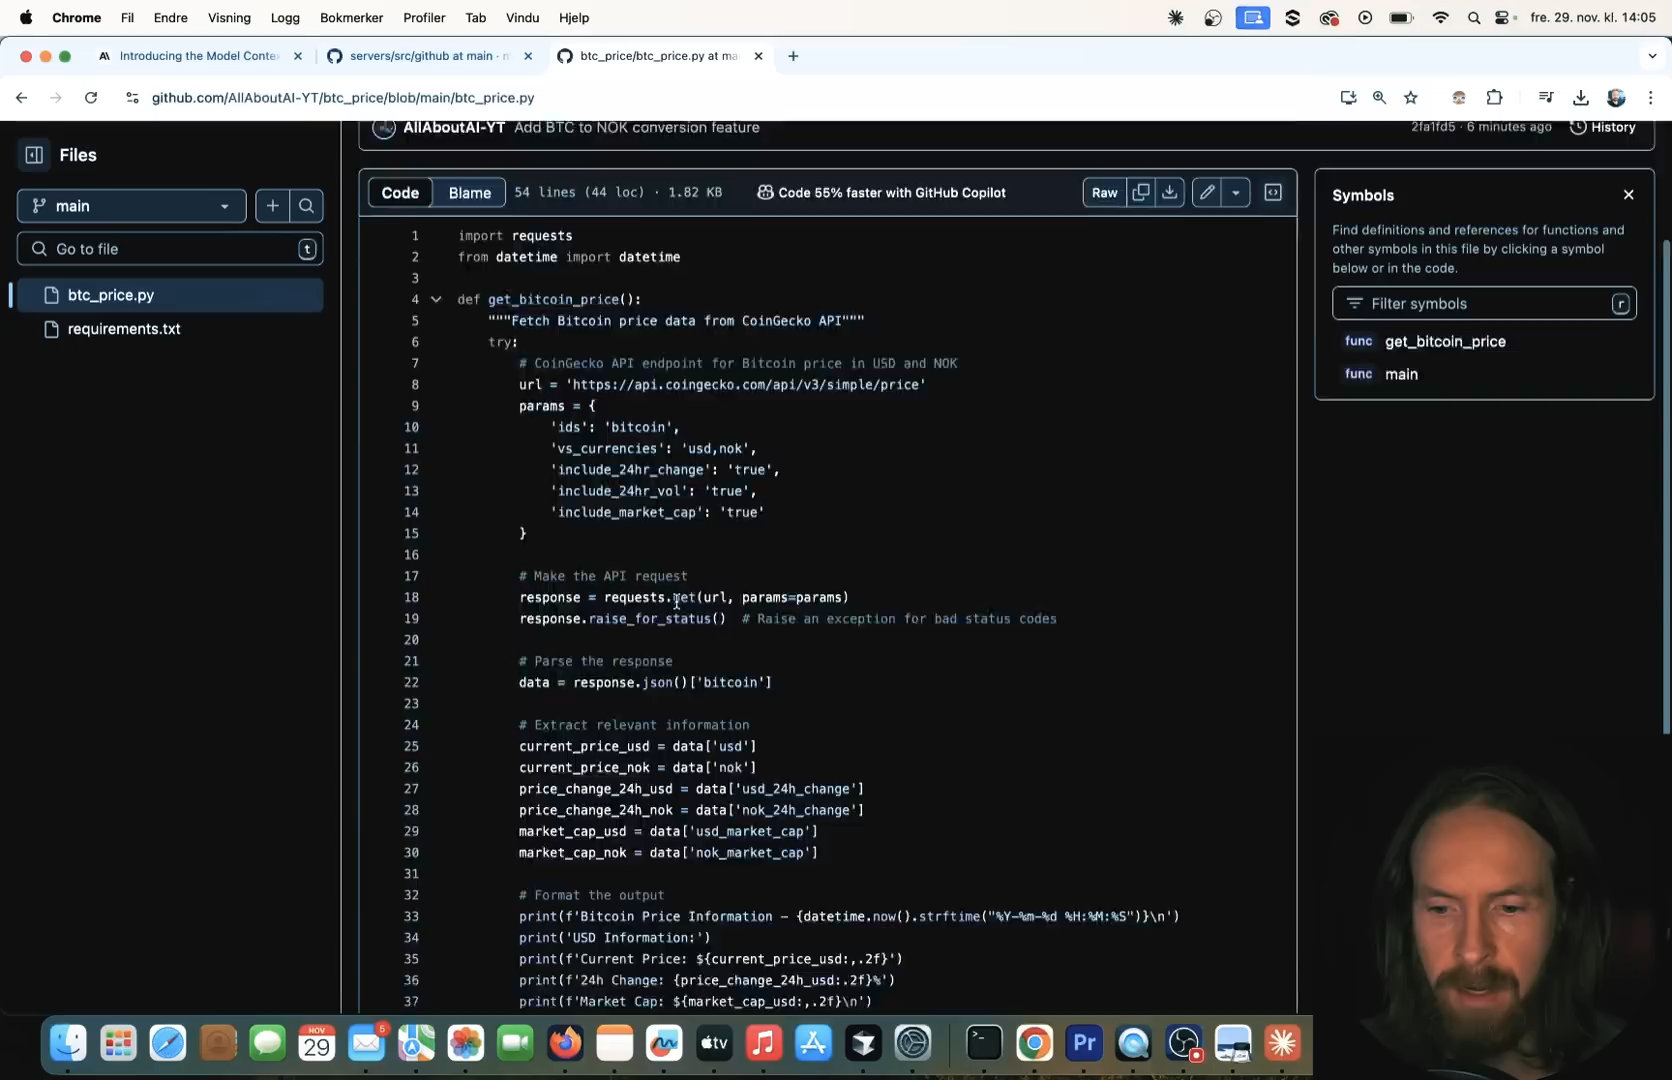 Chrome Fil Endre Visning Logg Bokmerker Profiler Tab Vindu Hjelp fre. 29. nov. kl. 14:05
Introducing the Model Conte servers/src/github at main · btc_price/btc_price.py at ma
github.com/AllAboutAI-YT/btc_price/blob/main/btc_price.py
Files
main
Go to file t
btc_price.py
requirements.txt
AllAboutAI-YT Add BTC to NOK conversion feature 2fa1fd5 · 6 minutes ago History
Code Blame 54 lines (44 loc) · 1.82 KB Code 55% faster with GitHub Copilot Raw
1 import requests
2 from datetime import datetime
3
4 def get_bitcoin_price():
5 """Fetch Bitcoin price data from CoinGecko API"""
6 try:
7 # CoinGecko API endpoint for Bitcoin price in USD and NOK
8 url = 'https://api.coingecko.com/api/v3/simple/price'
9 params = {
10 'ids': 'bitcoin',
11 'vs_currencies': 'usd,nok',
12 'include_24hr_change': 'true',
13 'include_24hr_vol': 'true',
14 'include_market_cap': 'true'
15 }
16
17 # Make the API request
18 response = requests.get(url, params=params)
19 response.raise_for_status() # Raise an exception for bad status codes
20
21 # Parse the response
22 data = response.json()['bitcoin']
23
24 # Extract relevant information
25 current_price_usd = data['usd']
26 current_price_nok = data['nok']
27 price_change_24h_usd = data['usd_24h_change']
28 price_change_24h_nok = data['nok_24h_change']
29 market_cap_usd = data['usd_market_cap']
30 market_cap_nok = data['nok_market_cap']
31
32 # Format the output
33 print(f'Bitcoin Price Information - {datetime.now().strftime("%Y-%m-%d %H:%M:%S")}\n')
34 print('USD Information:')
35 print(f'Current Price: ${current_price_usd:,.2f}')
36 print(f'24h Change: {price_change_24h_usd:.2f}%')
37 print(f'Market Cap: ${market_cap_usd:,.2f}\n')
Symbols
Find definitions and references for functions and
other symbols in this file by clicking a symbol
below or in the code.
Filter symbols r
func get_bitcoin_price
func main
NOV
29
5
tv
Pr